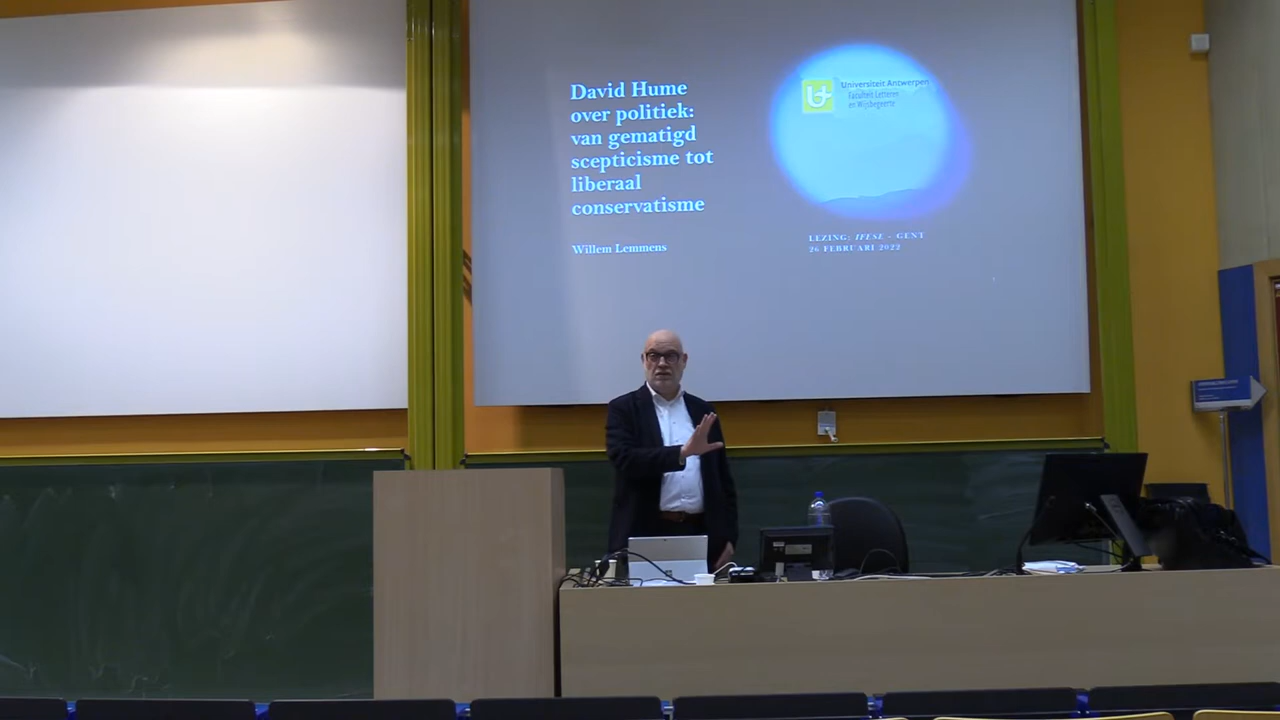 David Hume
over politiek:
van gematigd
scepticisme tot
liberaal
conservatisme
Willem Lemmens
Universiteit Antwerpen
Faculteit Letteren
en Wijsbegeerte
LEZING: IFESE - GENT
26 FEBRUARI 2022